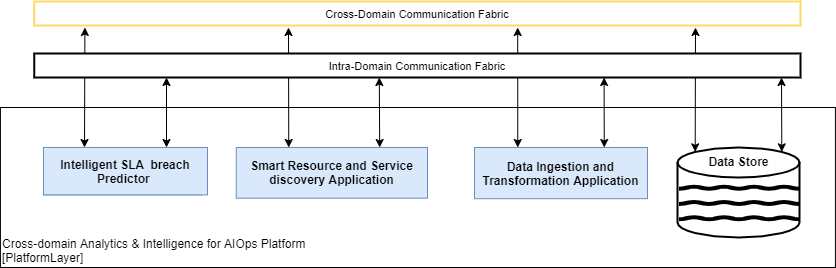 Cross-Domain Communication Fabric
Intra-Domain Communication Fabric
Intelligent SLA breach
Predictor
Smart Resource and Service
discovery Application
Data Ingestion and
Transformation Application
Data Store
Cross-domain Analytics & Intelligence for AIOps Platform
[PlatformLayer]